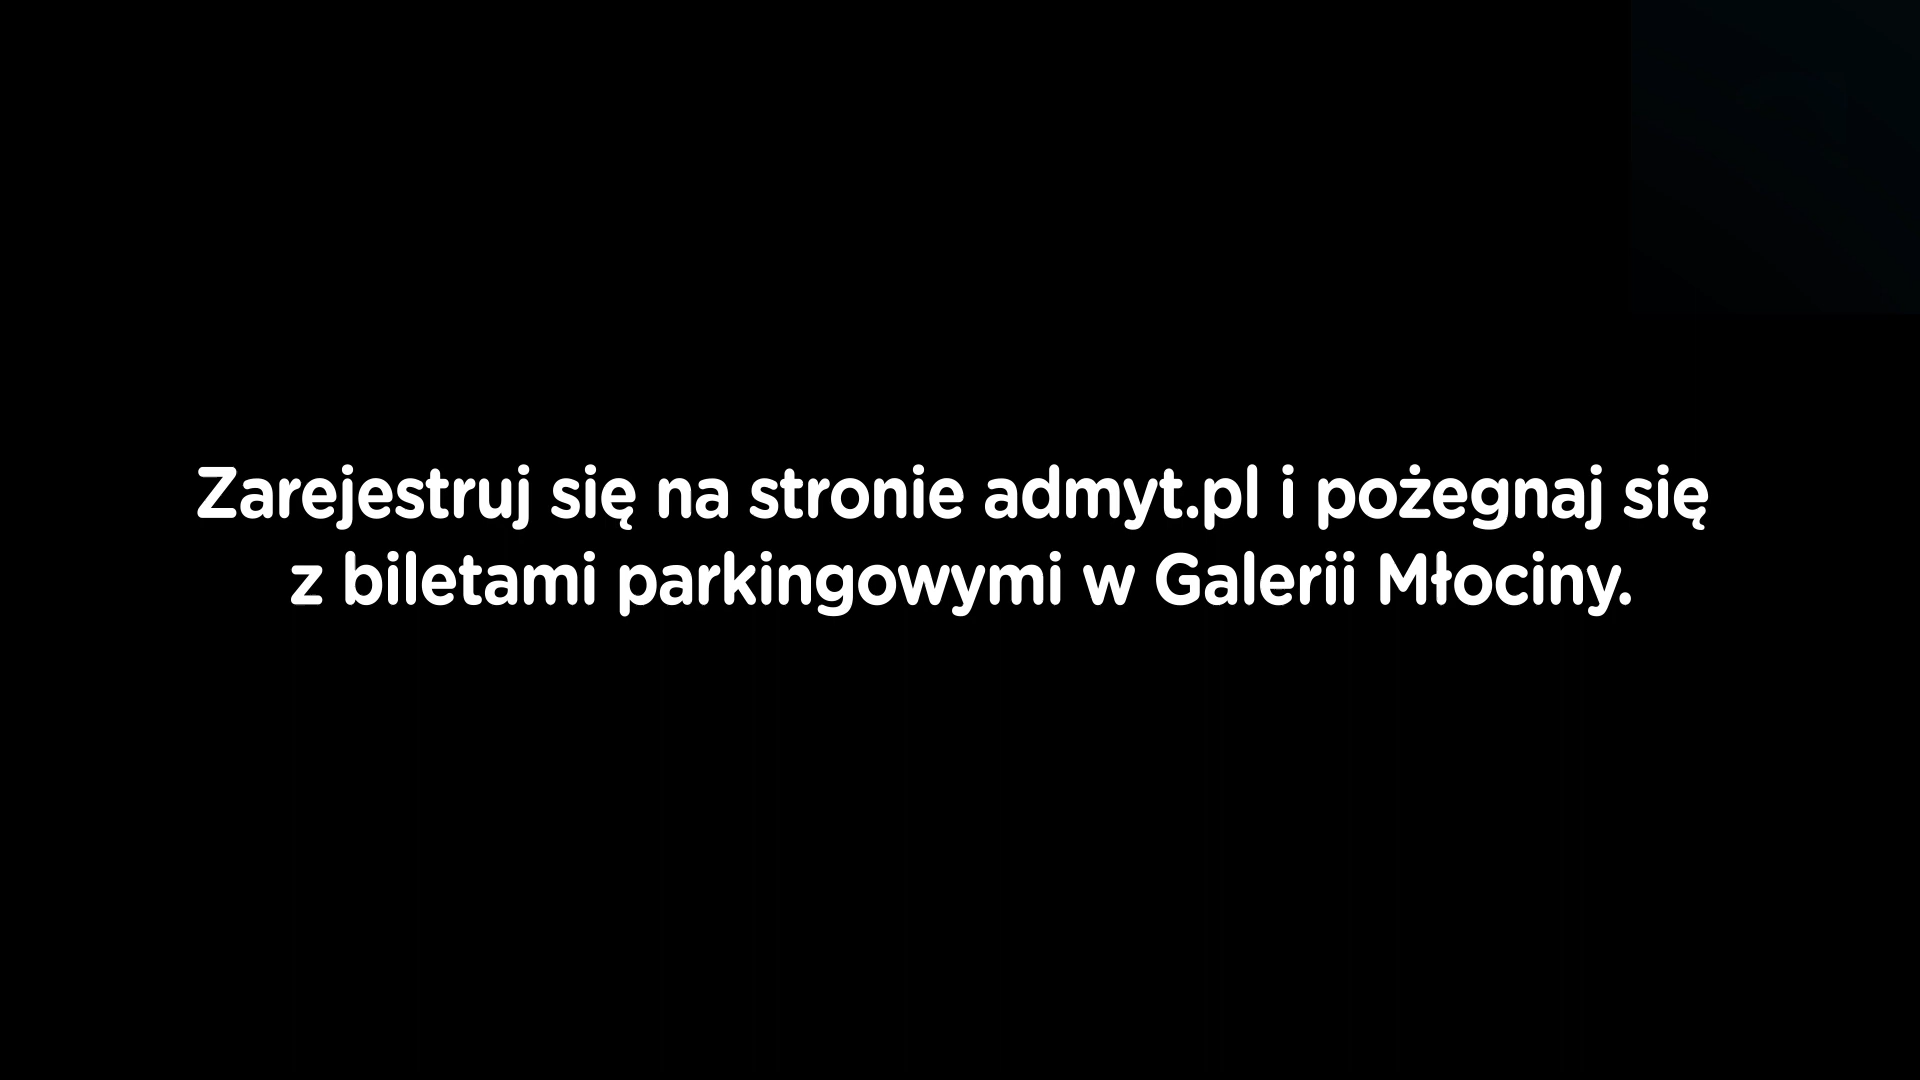 Zarejestruj się na stronie admyt.pl i pożegnaj się
z biletami parkingowymi w Galerii Młociny.